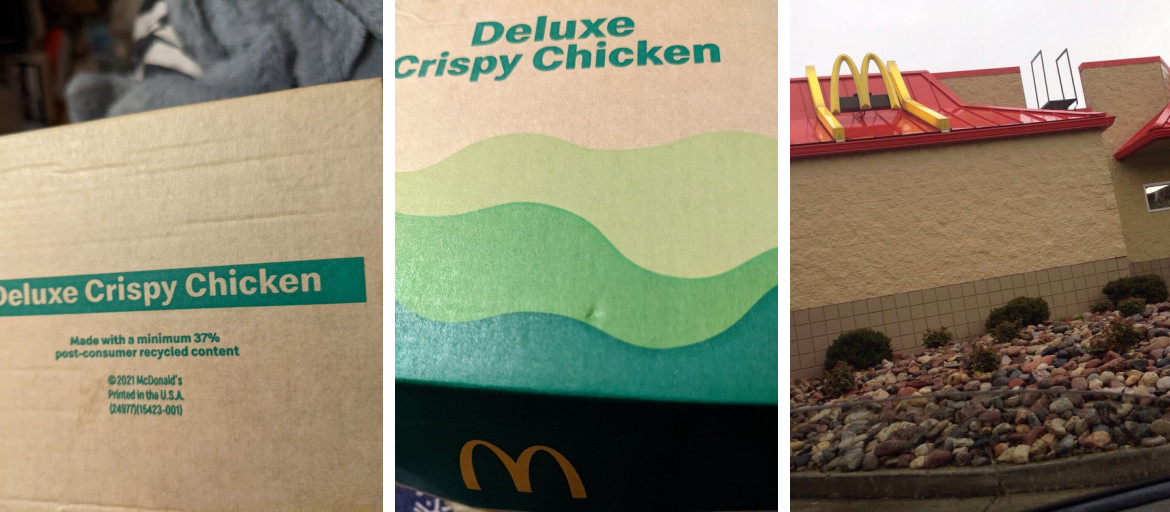 Deluxe Crispy Chicken
Made with a minimum 37%
post-consumer recycled content
©2021 McDonald's
Printed in the U.S.A.
(24977)(15423-001)
Deluxe
Crispy Chicken